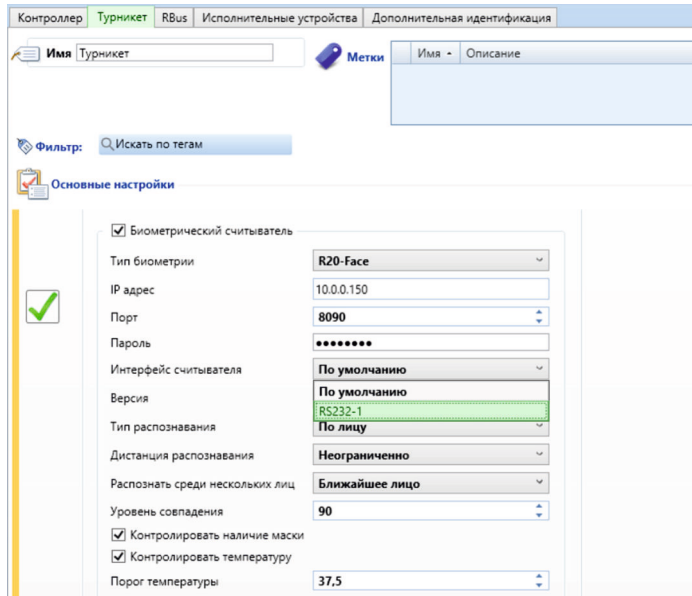 Контроллер Турникет RBus Исполнительные устройства Дополнительная идентификация
Имя Турникет Метки Имя Описание
Фильтр: Искать по тегам
Основные настройки
Биометрический считыватель
Тип биометрии R20-Face
IP адрес 10.0.0.150
Порт 8090
Пароль ●●●●●●●●
Интерфейс считывателя По умолчанию
По умолчанию
Версия
RS232-1
Тип распознавания По лицу
Дистанция распознавания Неограниченно
Распознать среди нескольких лиц Ближайшее лицо
Уровень совпадения 90
Контролировать наличие маски
Контролировать температуру
Порог температуры 37,5